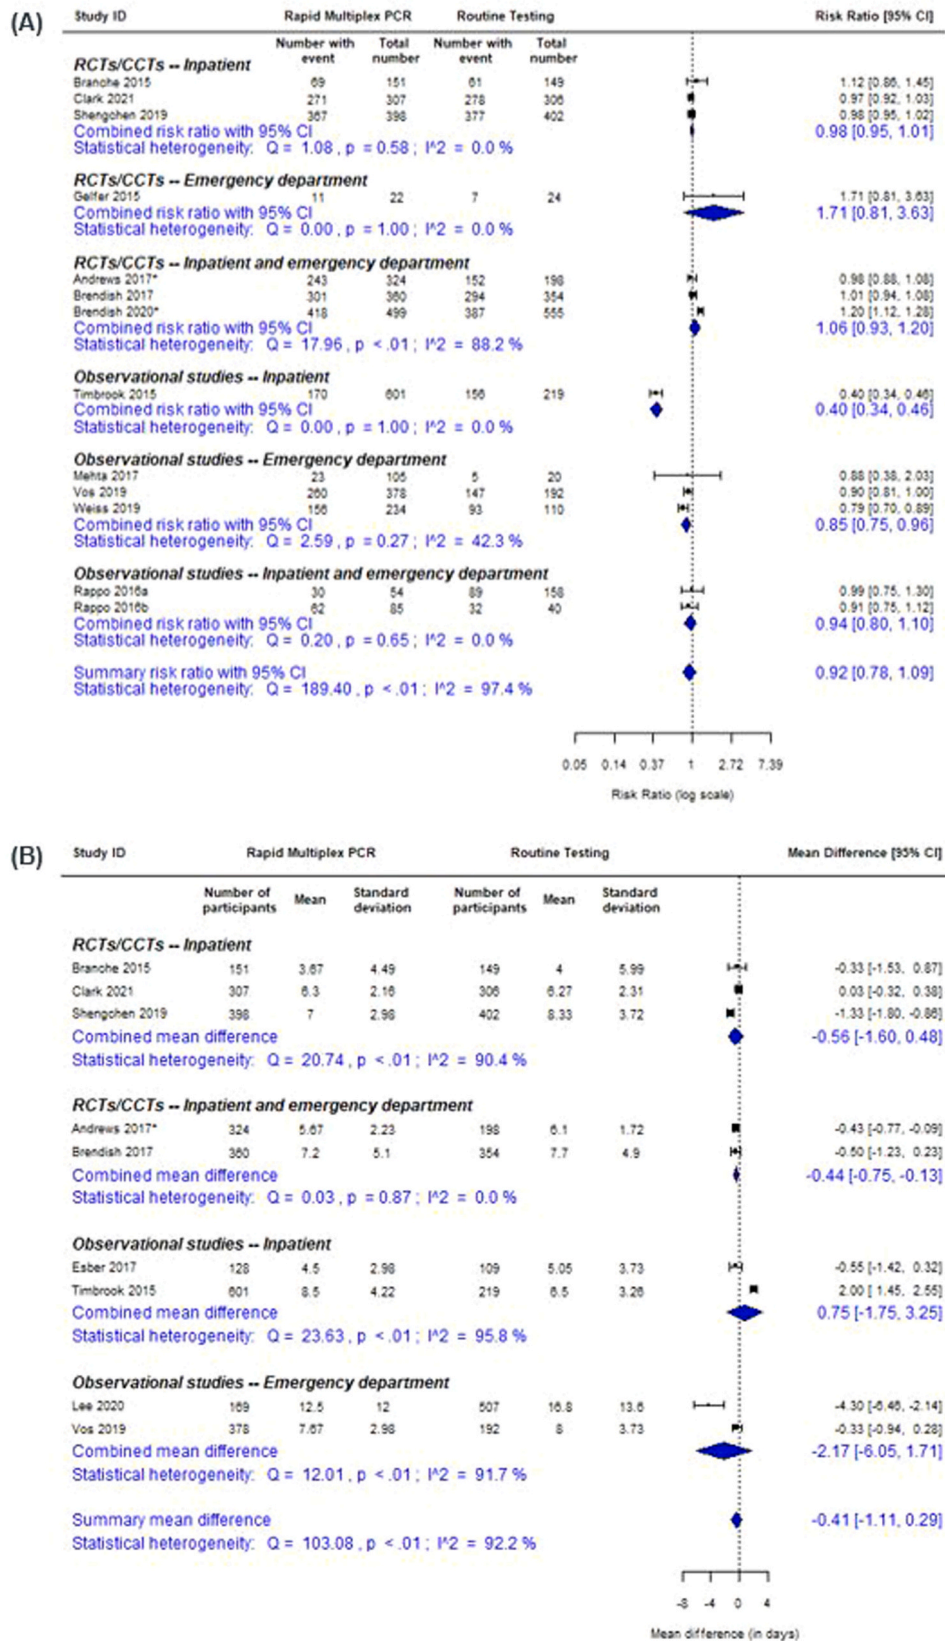 (A)
Study ID Rapid Multiplex PCR Routine Testing Risk Ratio [95% CI]
Number with event Total number Number with event Total number
RCTs/CCTs -- Inpatient
Branche 2015 69 151 61 149 1.12 [0.86, 1.45]
Clark 2021 271 307 278 306 0.97 [0.92, 1.03]
Shengchen 2019 367 398 377 402 0.98 [0.95, 1.02]
Combined risk ratio with 95% CI 0.98 [0.95, 1.01]
Statistical heterogeneity: Q = 1.08 , p = 0.58 ; I^2 = 0.0 %
RCTs/CCTs -- Emergency department
Gelfer 2015 11 22 7 24 1.71 [0.81, 3.63]
Combined risk ratio with 95% CI 1.71 [0.81, 3.63]
Statistical heterogeneity: Q = 0.00 , p = 1.00 ; I^2 = 0.0 %
RCTs/CCTs -- Inpatient and emergency department
Andrews 2017* 243 324 152 198 0.98 [0.88, 1.08]
Brendish 2017 301 360 294 354 1.01 [0.94, 1.08]
Brendish 2020* 418 499 387 555 1.20 [1.12, 1.28]
Combined risk ratio with 95% CI 1.06 [0.93, 1.20]
Statistical heterogeneity: Q = 17.96 , p <.01 ; I^2 = 88.2 %
Observational studies -- Inpatient
Timbrook 2015 170 601 156 219 0.40 [0.34, 0.46]
Combined risk ratio with 95% CI 0.40 [0.34, 0.46]
Statistical heterogeneity: Q = 0.00 , p = 1.00 ; I^2 = 0.0 %
Observational studies -- Emergency department
Mehta 2017 23 105 5 20 0.88 [0.38, 2.03]
Vos 2019 260 378 147 192 0.90 [0.81, 1.00]
Weiss 2019 156 234 93 110 0.79 [0.70, 0.89]
Combined risk ratio with 95% CI 0.85 [0.75, 0.96]
Statistical heterogeneity: Q = 2.59 , p = 0.27 ; I^2 = 42.3 %
Observational studies -- Inpatient and emergency department
Rappo 2016a 30 54 89 158 0.99 [0.75, 1.30]
Rappo 2016b 62 85 32 40 0.91 [0.75, 1.12]
Combined risk ratio with 95% CI 0.94 [0.80, 1.10]
Statistical heterogeneity: Q = 0.20 , p = 0.65 ; I^2 = 0.0 %
Summary risk ratio with 95% CI 0.92 [0.78, 1.09]
Statistical heterogeneity: Q = 189.40 , p <.01 ; I^2 = 97.4 %
0.05 0.14 0.37 1 2.72 7.39
Risk Ratio (log scale)
(B)
Study ID Rapid Multiplex PCR Routine Testing Mean Difference [95% CI]
Number of participants Mean Standard deviation Number of participants Mean Standard deviation
RCTs/CCTs -- Inpatient
Branche 2015 151 3.67 4.49 149 4 5.99 -0.33 [-1.53, 0.87]
Clark 2021 307 6.3 2.16 306 6.27 2.31 0.03 [-0.32, 0.38]
Shengchen 2019 398 7 2.98 402 8.33 3.72 -1.33 [-1.80, -0.86]
Combined mean difference -0.56 [-1.60, 0.48]
Statistical heterogeneity: Q = 20.74 , p <.01 ; I^2 = 90.4 %
RCTs/CCTs -- Inpatient and emergency department
Andrews 2017* 324 5.67 2.23 198 6.1 1.72 -0.43 [-0.77, -0.09]
Brendish 2017 360 7.2 5.1 354 7.7 4.9 -0.50 [-1.23, 0.23]
Combined mean difference -0.44 [-0.75, -0.13]
Statistical heterogeneity: Q = 0.03 , p = 0.87 ; I^2 = 0.0 %
Observational studies -- Inpatient
Esber 2017 128 4.5 2.98 109 5.05 3.73 -0.55 [-1.42, 0.32]
Timbrook 2015 601 8.5 4.22 219 6.5 3.26 2.00 [ 1.45, 2.55]
Combined mean difference 0.75 [-1.75, 3.25]
Statistical heterogeneity: Q = 23.63 , p <.01 ; I^2 = 95.8 %
Observational studies -- Emergency department
Lee 2020 169 12.5 12 507 16.8 13.6 -4.30 [-6.46, -2.14]
Vos 2019 378 7.67 2.98 192 8 3.73 -0.33 [-0.94, 0.28]
Combined mean difference -2.17 [-6.05, 1.71]
Statistical heterogeneity: Q = 12.01 , p <.01 ; I^2 = 91.7 %
Summary mean difference -0.41 [-1.11, 0.29]
Statistical heterogeneity: Q = 103.08 , p <.01 ; I^2 = 92.2 %
-8 -4 0 4
Mean difference (in days)